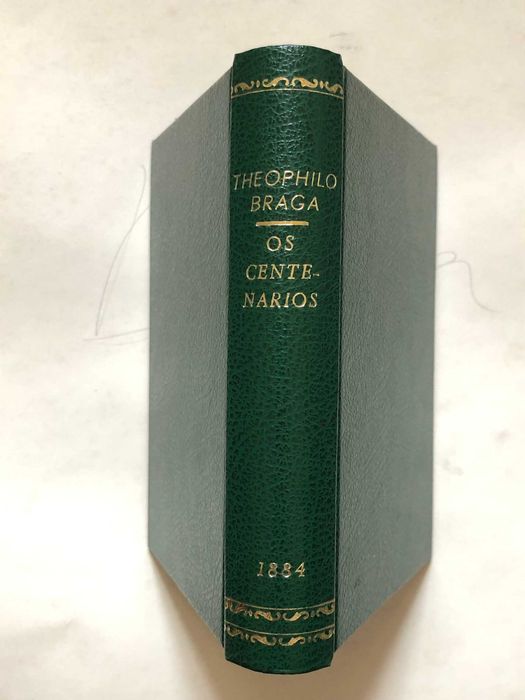 THEOPHILO
BRAGA
OS
CENTE-
NARIOS
1884